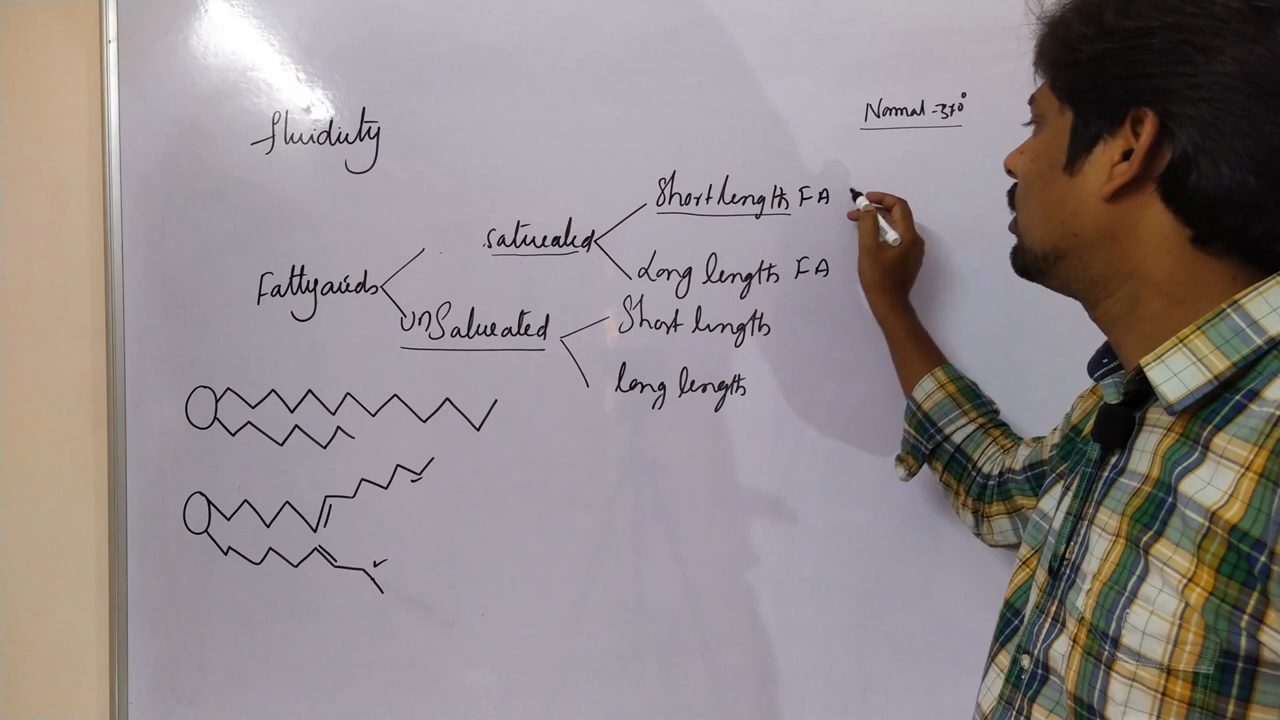 fluidity
Normal - 37°
Short length FA
Saturated
Long length FA
Fatty acids
Unsaturated
Short length
long length